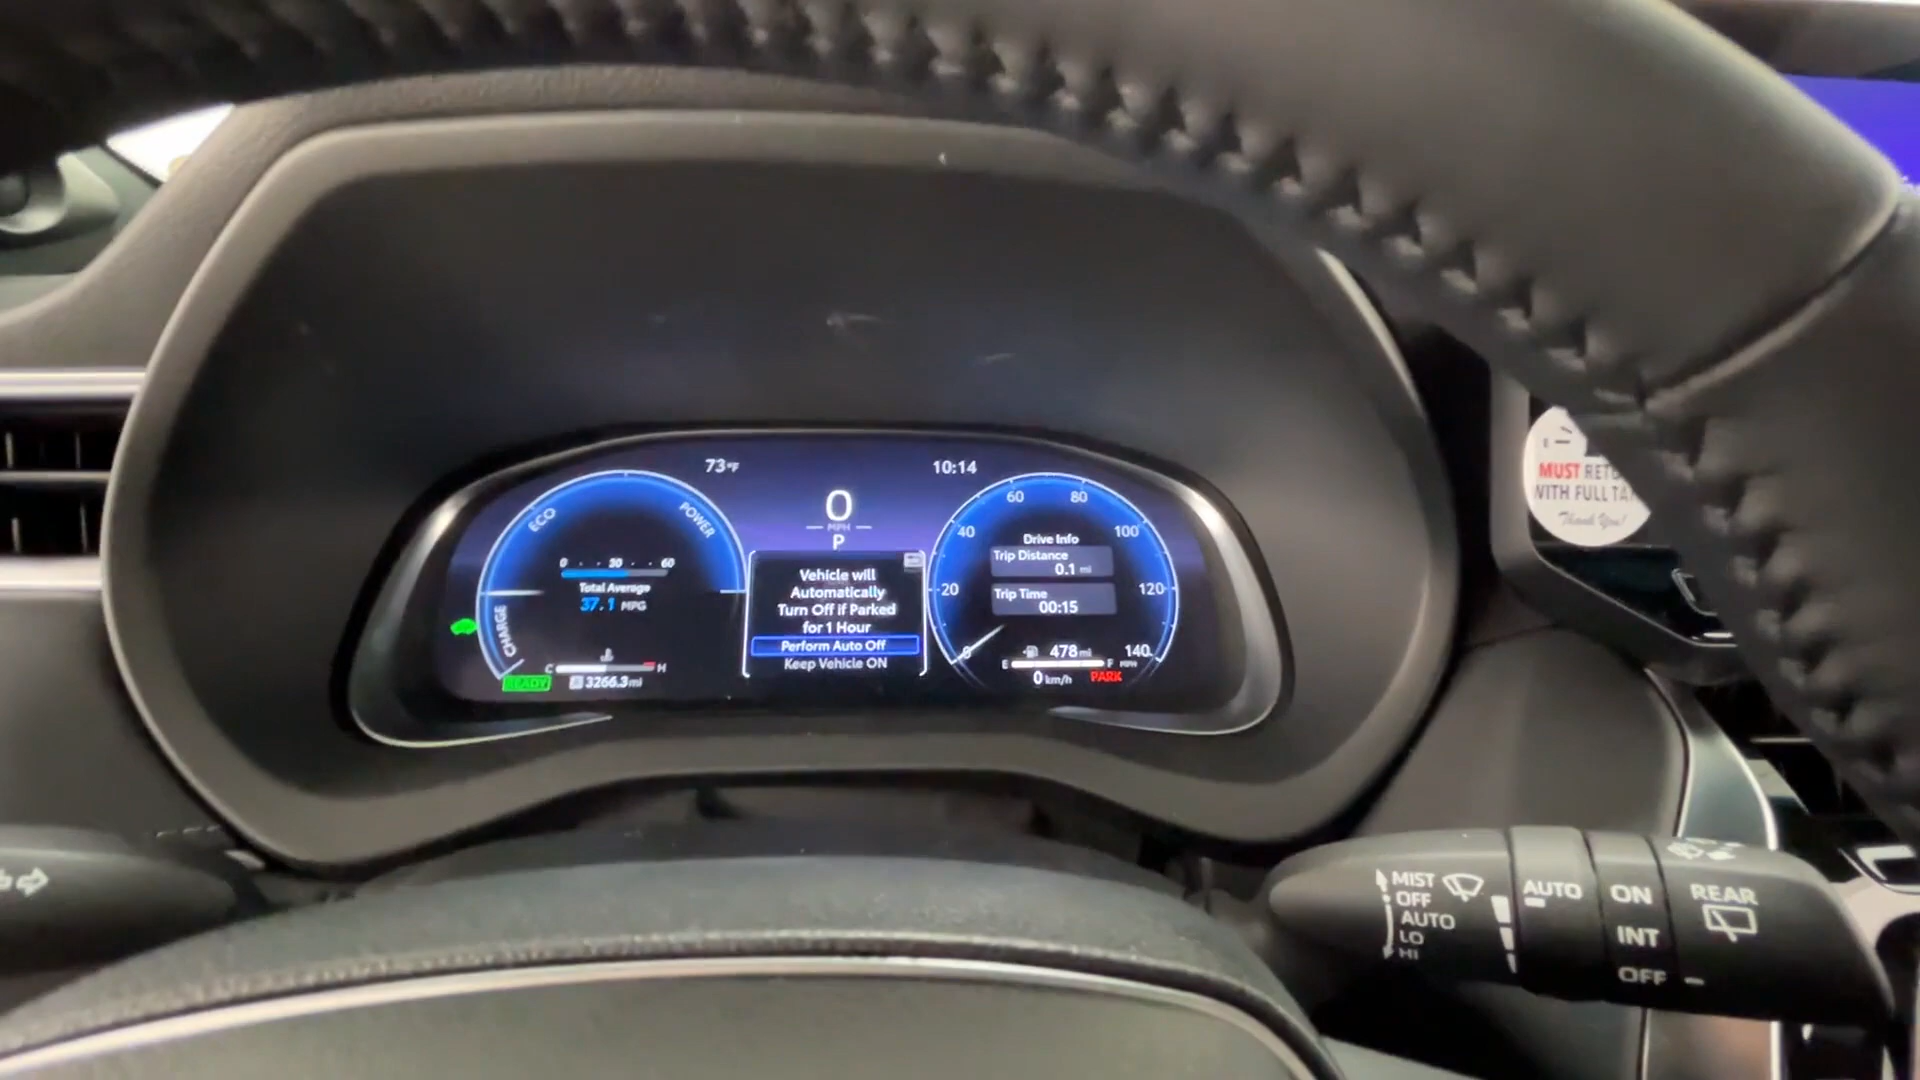 73°F
10:14
0
MPH
P
ECO
POWER
CHARGE
0 30 60
Total Average
37.1 MPG
C H
READY
3266.3 mi
Vehicle will
Automatically
Turn Off if Parked
for 1 Hour
Perform Auto Off
Keep Vehicle ON
0
20
40
60
80
100
120
140
MPH
Drive Info
Trip Distance
0.1 mi
Trip Time
00:15
478 mi
E F
0 km/h
PARK
E
MUST
WITH FULL
Thank You!
MIST
OFF
AUTO
LO
HI
AUTO
ON
INT
OFF
REAR